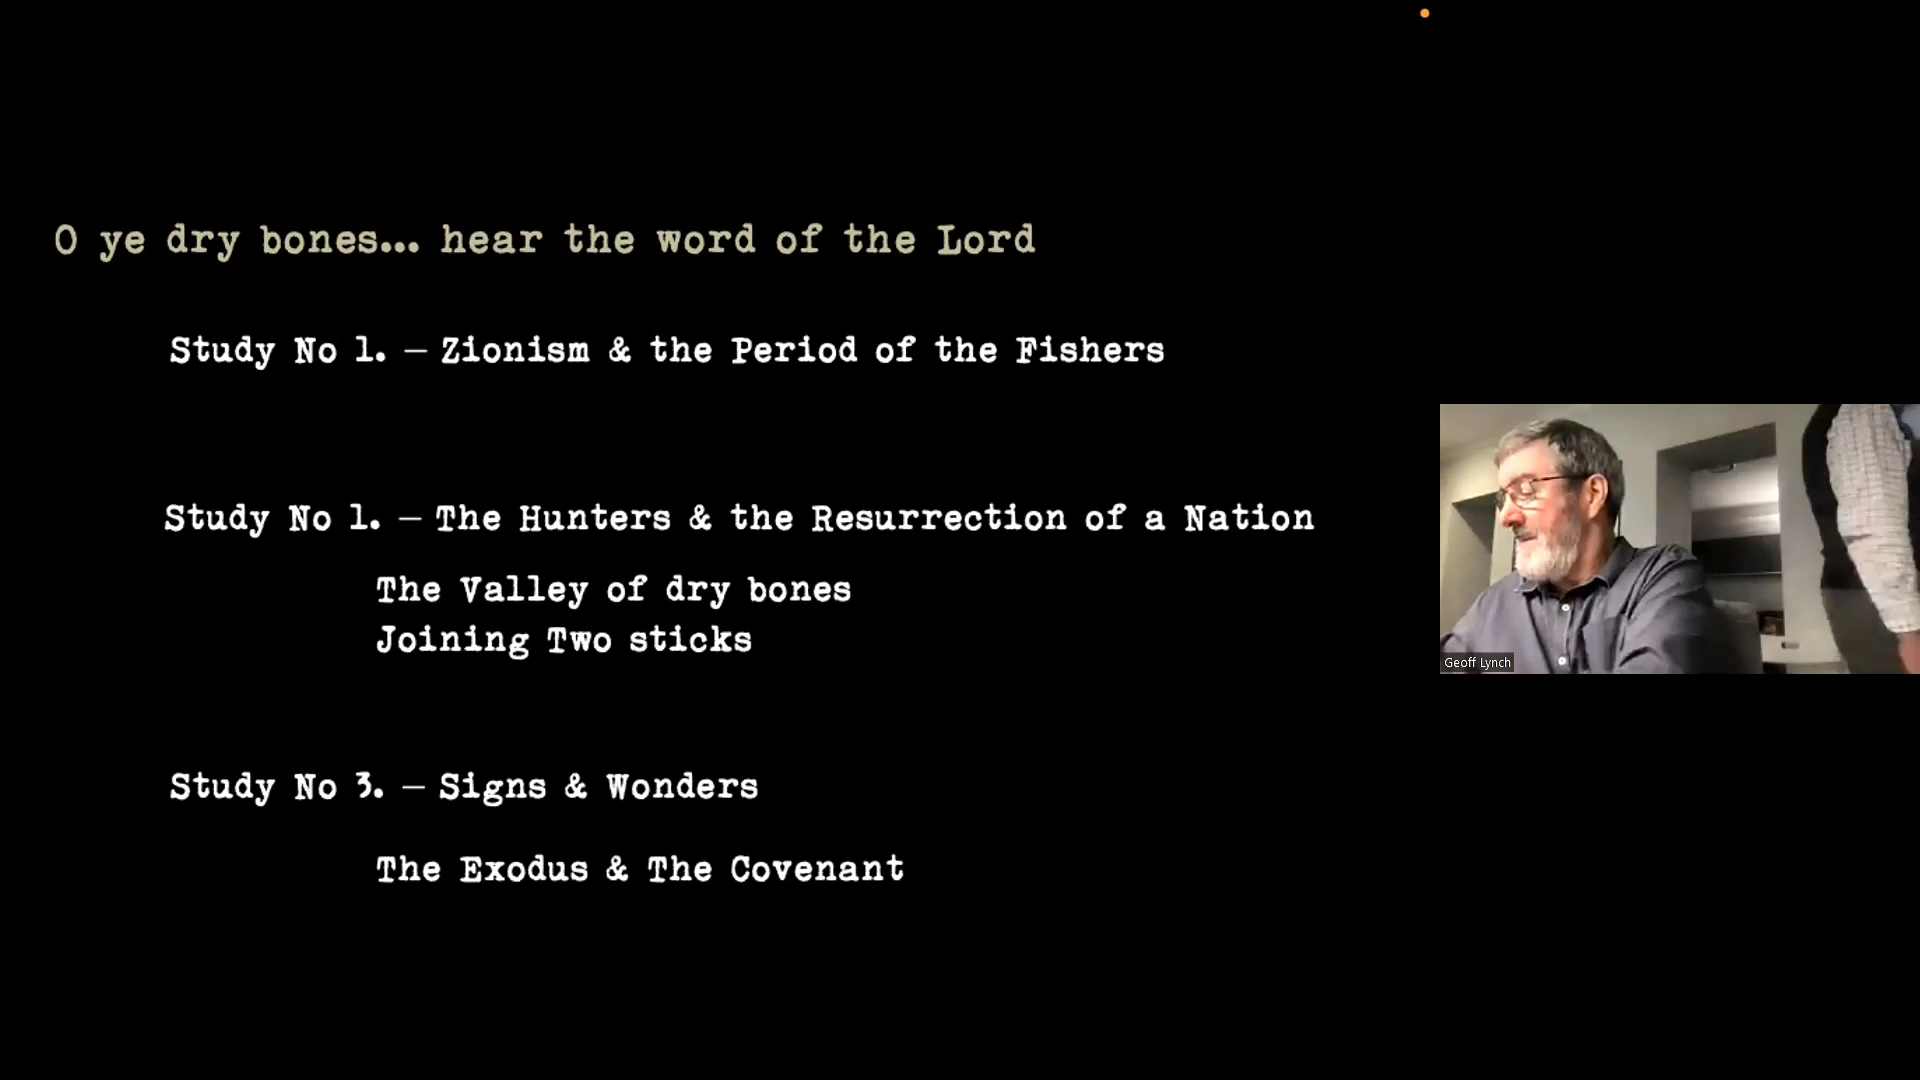 O ye dry bones... hear the word of the Lord
Study No 1. — Zionism & the Period of the Fishers
Study No 1. — The Hunters & the Resurrection of a Nation
The Valley of dry bones
Joining Two sticks
Geoff Lynch
Study No 3. — Signs & Wonders
The Exodus & The Covenant